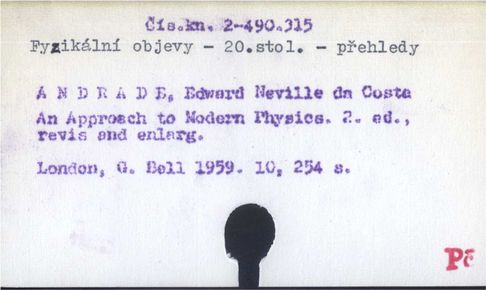 Čís.kn. 2-490.315
Fyzikální objevy - 20.stol. - přehledy
A N D R A D E, Edward Neville da Costa
An Approach to Modern Physics. 2. ed.,
revis and enlarg.
London, G. Bell 1959. 10, 254 s.
Př